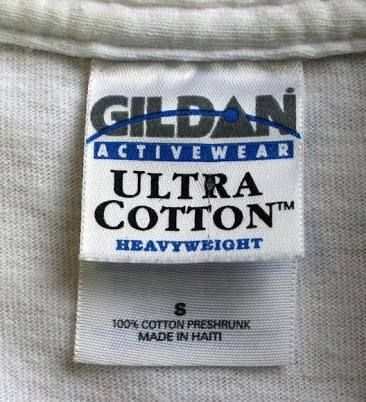 GILDAN
ACTIVEWEAR
ULTRA
COTTON™
HEAVYWEIGHT
S
100% COTTON PRESHRUNK
MADE IN HAITI